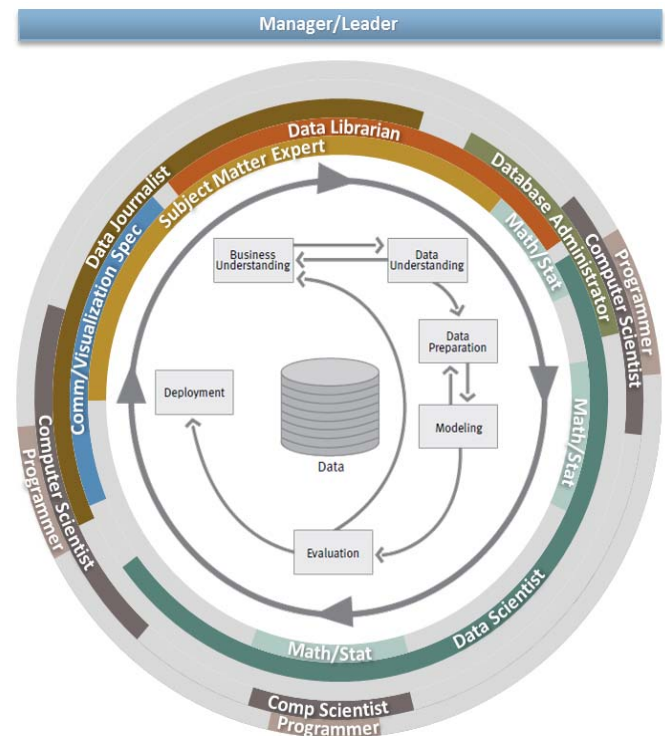 Manager/Leader
Data Librarian
Subject Matter Expert
Data Journalist
Comm/Visualization Spec
Database Administrator
Math/Stat
Computer Scientist
Programmer
Business
Understanding
Data
Understanding
Data
Preparation
Deployment
Modeling
Data
Math/Stat
Computer Scientist
Programmer
Evaluation
Data Scientist
Math/Stat
Comp Scientist
Programmer